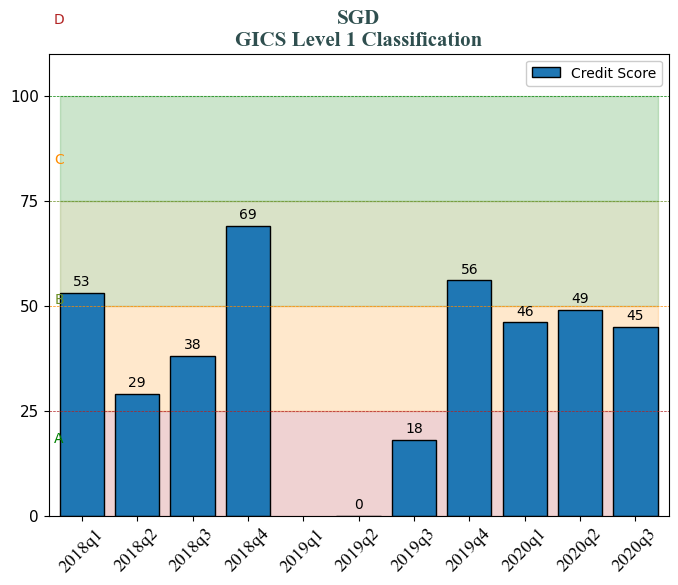 D
SGD
GICS Level 1 Classification
Credit Score
100
C
75
69
56
53
B
50
49
46
45
38
29
25
A
18
0
0
2018q1
2018q2
2018q3
2018q4
2019q1
2019q2
2019q3
2019q4
2020q1
2020q2
2020q3